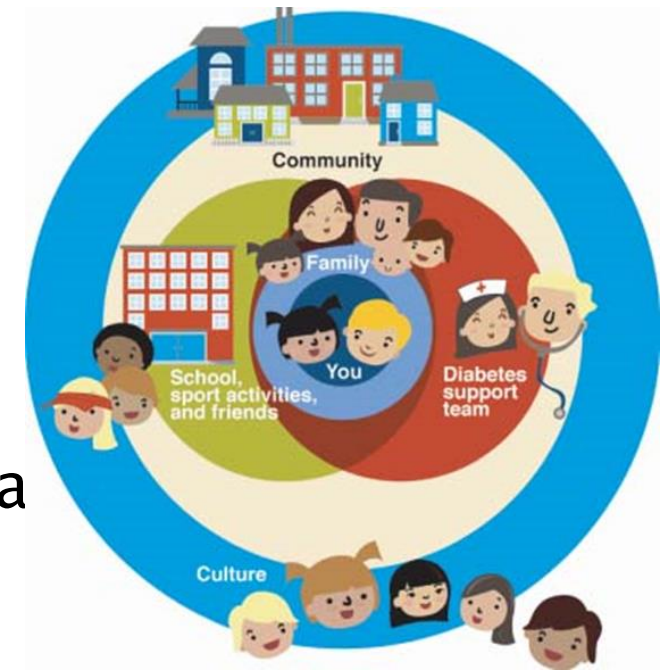 Community
Family
You
School,
sport activities,
and friends
Diabetes
support
team
a
Culture